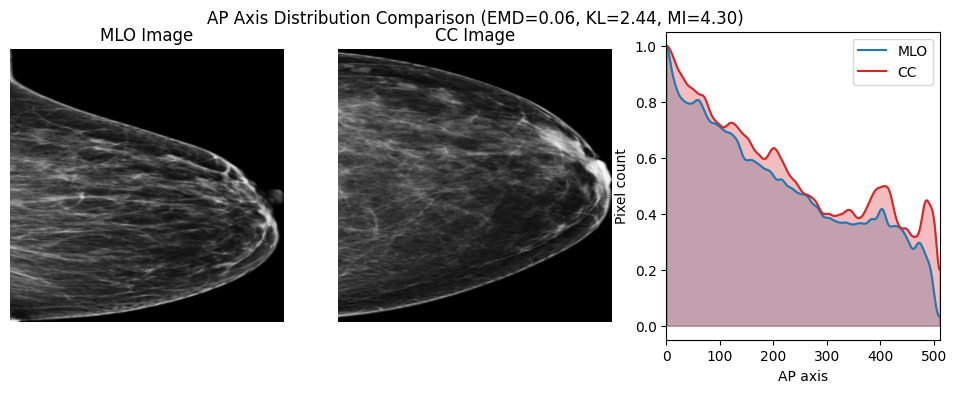 AP Axis Distribution Comparison (EMD=0.06, KL=2.44, MI=4.30)
MLO Image
CC Image
MLO
CC
Pixel count
1.0
0.8
0.6
0.4
0.2
0.0
0 100 200 300 400 500
AP axis